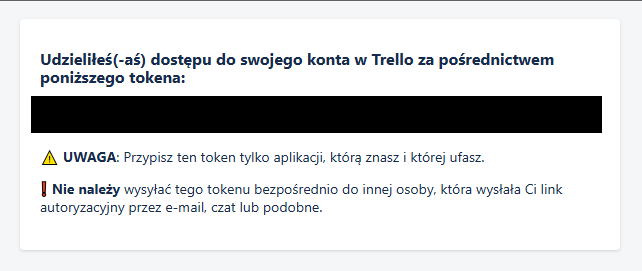 Udzieliłeś(-aś) dostępu do swojego konta w Trello za pośrednictwem
poniższego tokena:
⚠️ UWAGA: Przypisz ten token tylko aplikacji, którą znasz i której ufasz.
❗ Nie należy wysyłać tego tokenu bezpośrednio do innej osoby, która wysłała Ci link
autoryzacyjny przez e-mail, czat lub podobne.